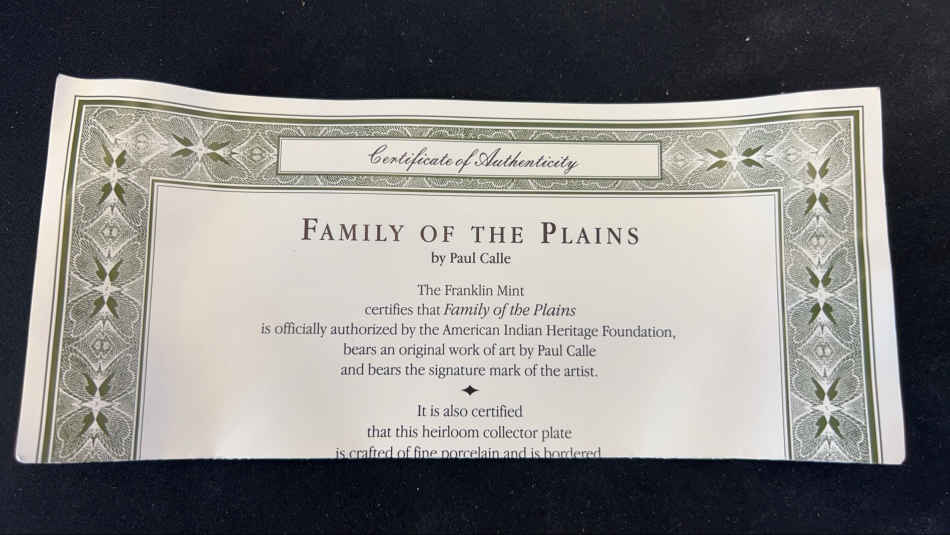 Certificate of Authenticity
FAMILY OF THE PLAINS
by Paul Calle
The Franklin Mint
certifies that Family of the Plains
is officially authorized by the American Indian Heritage Foundation,
bears an original work of art by Paul Calle
and bears the signature mark of the artist.
It is also certified
that this heirloom collector plate
is crafted of fine porcelain and is bordered